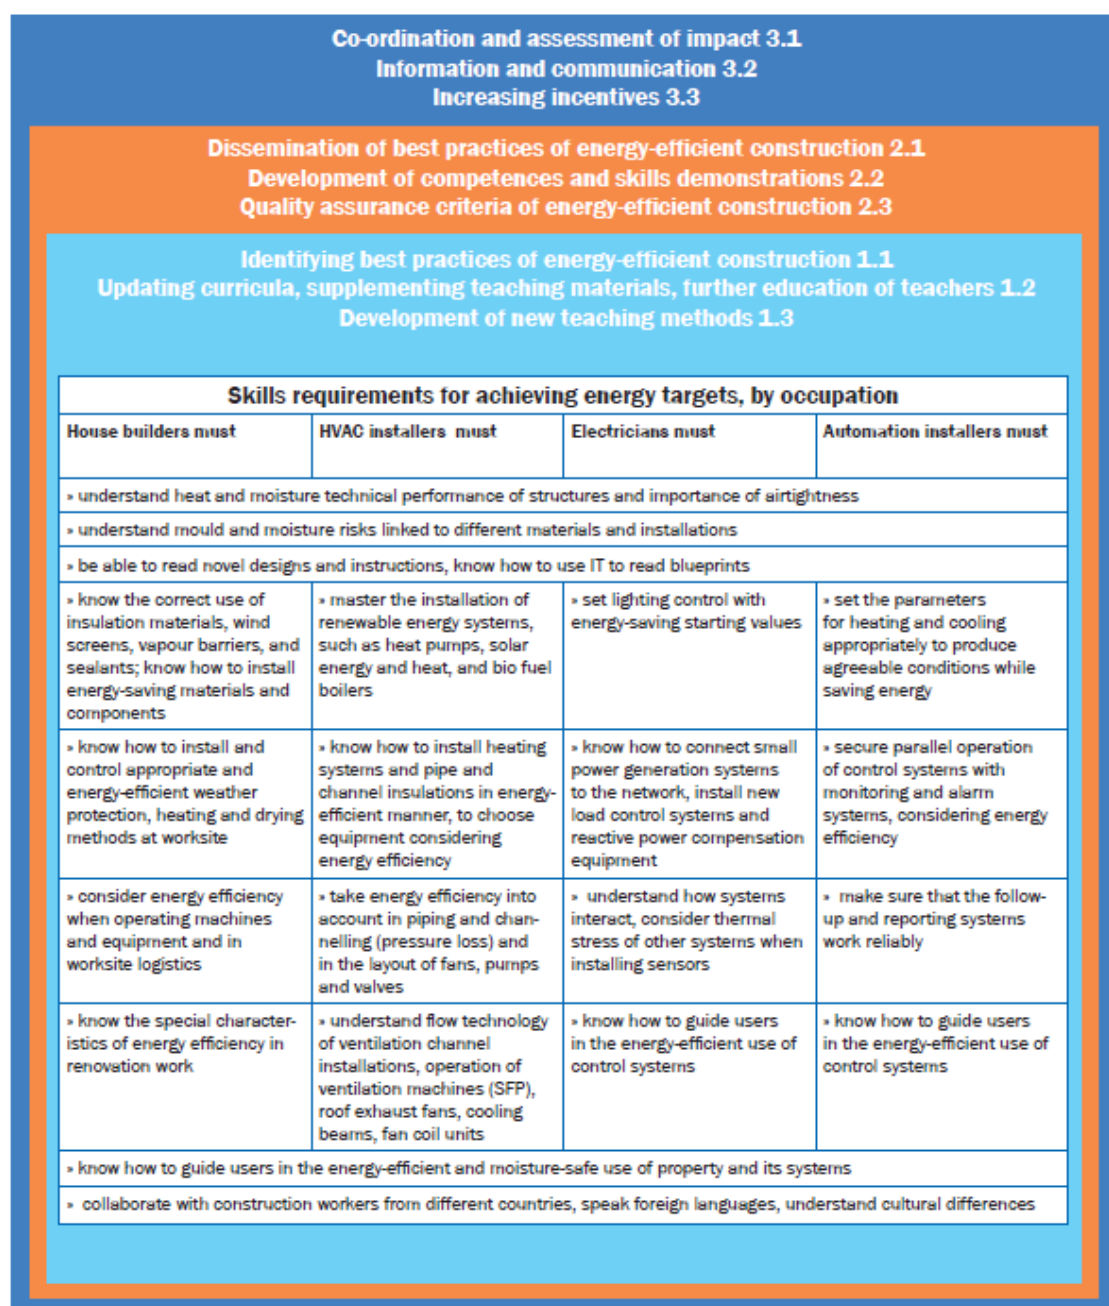 Co-ordination and assessment of impact 3.1
Information and communication 3.2
Increasing incentives 3.3
Dissemination of best practices of energy-efficient construction 2.1
Development of competences and skills demonstrations 2.2
Quality assurance criteria of energy-efficient construction 2.3
Identifying best practices of energy-efficient construction 1.1
Updating curricula, supplementing teaching materials, further education of teachers 1.2
Development of new teaching methods 1.3
Skills requirements for achieving energy targets, by occupation
House builders must
HVAC installers must
Electricians must
Automation installers must
» understand heat and moisture technical performance of structures and importance of airtightness
» understand mould and moisture risks linked to different materials and installations
» be able to read novel designs and instructions, know how to use IT to read blueprints
» know the correct use of
insulation materials, wind
screens, vapour barriers, and
sealants; know how to install
energy-saving materials and
components
» master the installation of
renewable energy systems,
such as heat pumps, solar
energy and heat, and bio fuel
boilers
» set lighting control with
energy-saving starting values
» set the parameters
for heating and cooling
appropriately to produce
agreeable conditions while
saving energy
» know how to install and
control appropriate and
energy-efficient weather
protection, heating and drying
methods at worksite
» know how to install heating
systems and pipe and
channel insulations in energy-
efficient manner, to choose
equipment considering
energy efficiency
» know how to connect small
power generation systems
to the network, install new
load control systems and
reactive power compensation
equipment
» secure parallel operation
of control systems with
monitoring and alarm
systems, considering energy
efficiency
» consider energy efficiency
when operating machines
and equipment and in
worksite logistics
» take energy efficiency into
account in piping and chan-
nelling (pressure loss) and
in the layout of fans, pumps
and valves
» understand how systems
interact, consider thermal
stress of other systems when
installing sensors
» make sure that the follow-
up and reporting systems
work reliably
» know the special character-
istics of energy efficiency in
renovation work
» understand flow technology
of ventilation channel
installations, operation of
ventilation machines (SFP),
roof exhaust fans, cooling
beams, fan coil units
» know how to guide users
in the energy-efficient use of
control systems
» know how to guide users
in the energy-efficient use of
control systems
» know how to guide users in the energy-efficient and moisture-safe use of property and its systems
» collaborate with construction workers from different countries, speak foreign languages, understand cultural differences